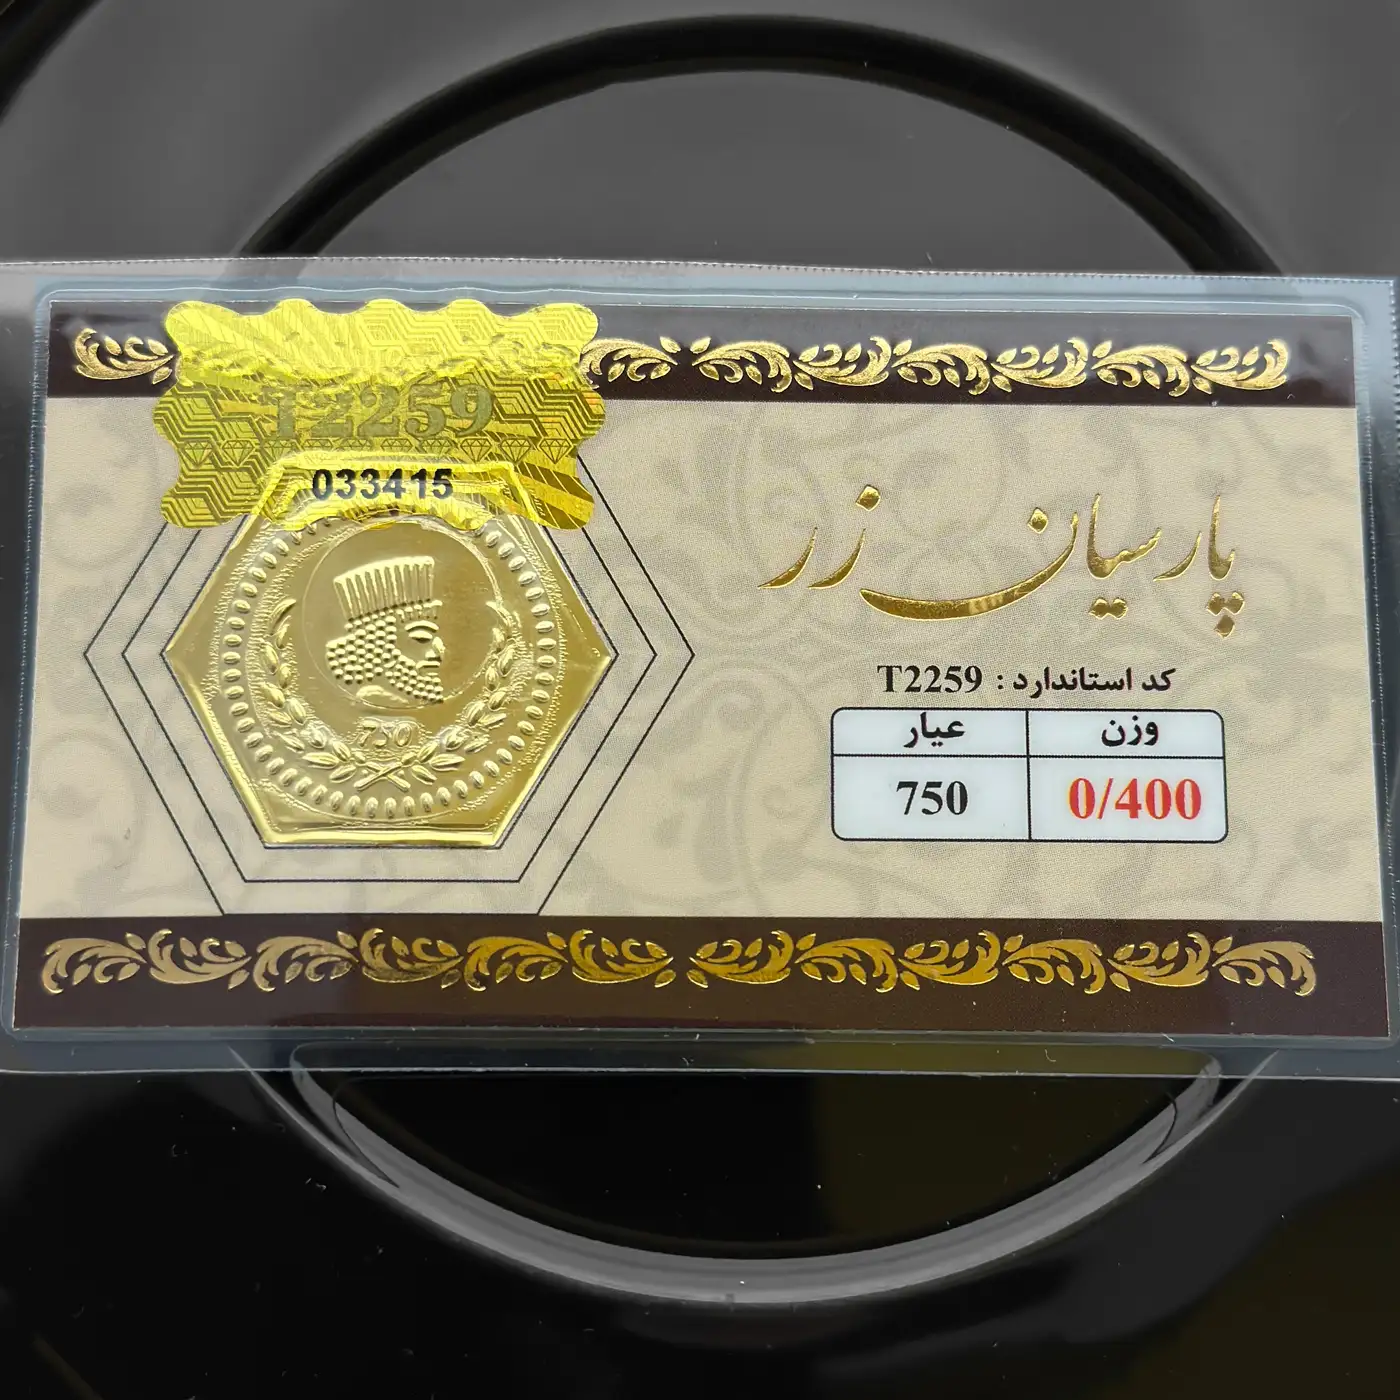 T2259
033415
750
پارسیان زر
کد استاندارد : T2259
وزن عیار
0/400 750